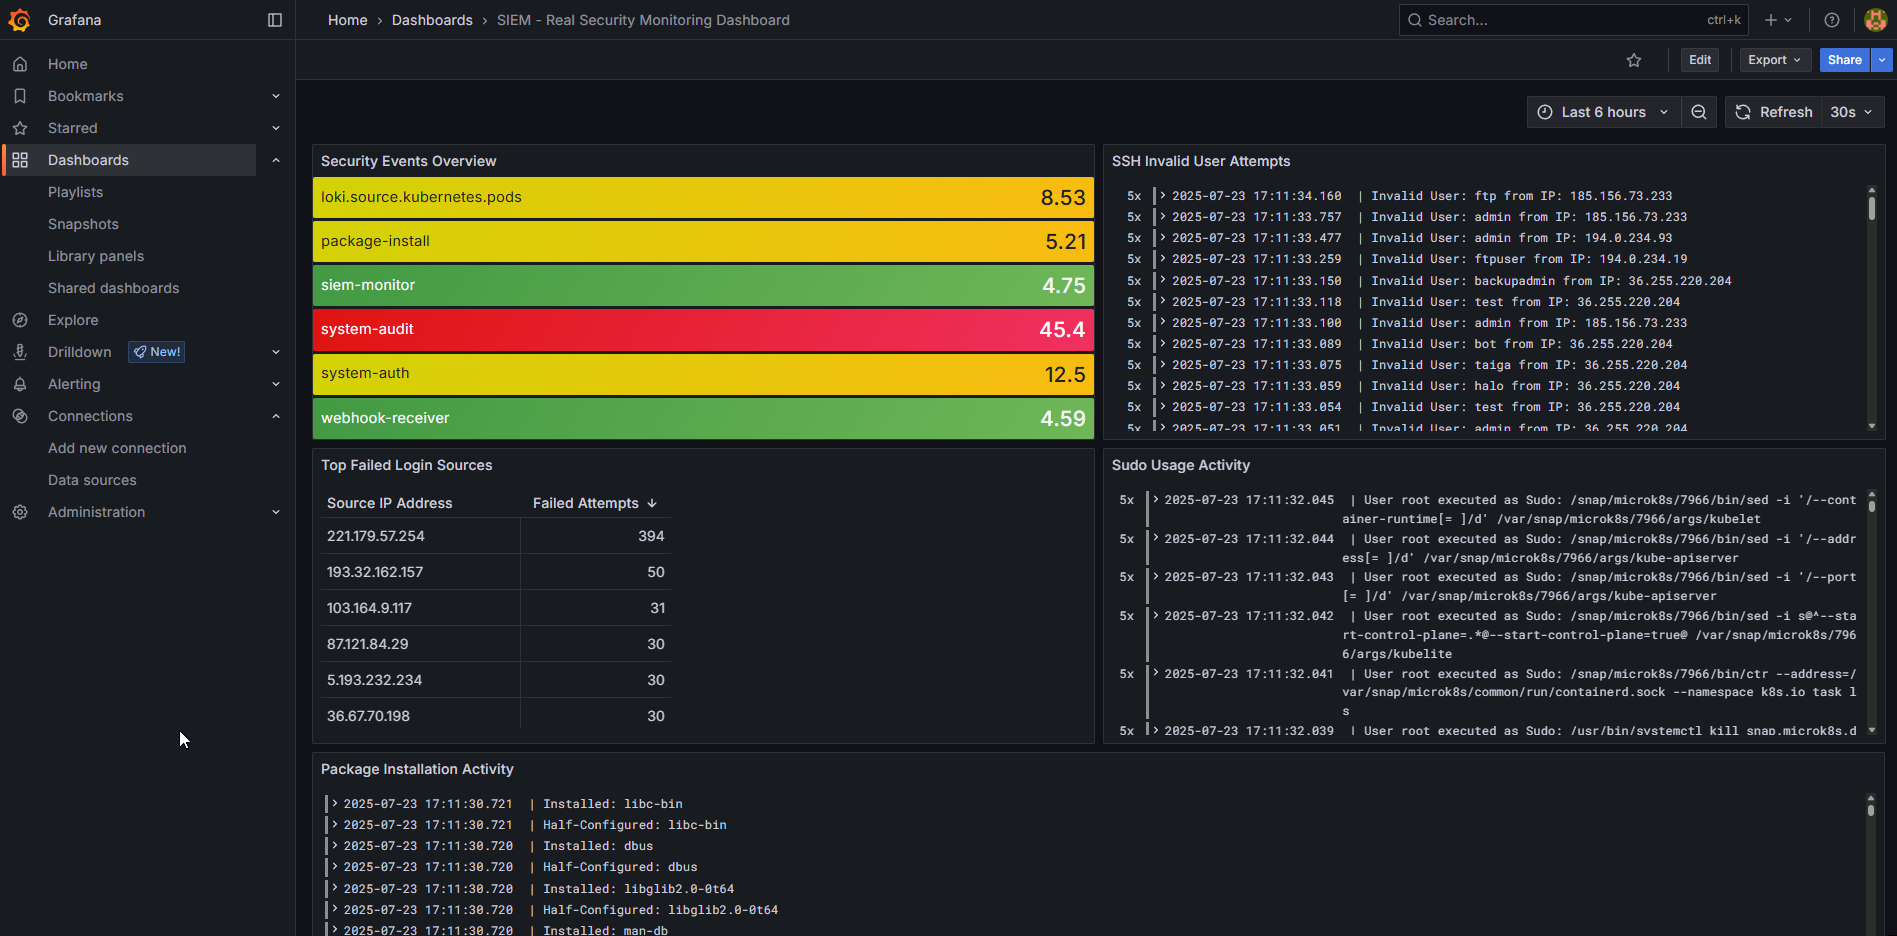 Grafana
Home › Dashboards › SIEM - Real Security Monitoring Dashboard
Search...
ctrl+k
Edit
Export
Share
Home
Bookmarks
Starred
Dashboards
Playlists
Snapshots
Library panels
Shared dashboards
Explore
Drilldown
New!
Alerting
Connections
Add new connection
Data sources
Administration
Last 6 hours
Refresh
30s
Security Events Overview
loki.source.kubernetes.pods 8.53
package-install 5.21
siem-monitor 4.75
system-audit 45.4
system-auth 12.5
webhook-receiver 4.59
SSH Invalid User Attempts
5x > 2025-07-23 17:11:34.160 | Invalid User: ftp from IP: 185.156.73.233
5x > 2025-07-23 17:11:33.757 | Invalid User: admin from IP: 185.156.73.233
5x > 2025-07-23 17:11:33.477 | Invalid User: admin from IP: 194.0.234.93
5x > 2025-07-23 17:11:33.259 | Invalid User: ftpuser from IP: 194.0.234.19
5x > 2025-07-23 17:11:33.150 | Invalid User: backupadmin from IP: 36.255.220.204
5x > 2025-07-23 17:11:33.118 | Invalid User: test from IP: 36.255.220.204
5x > 2025-07-23 17:11:33.100 | Invalid User: admin from IP: 185.156.73.233
5x > 2025-07-23 17:11:33.089 | Invalid User: bot from IP: 36.255.220.204
5x > 2025-07-23 17:11:33.075 | Invalid User: taiga from IP: 36.255.220.204
5x > 2025-07-23 17:11:33.059 | Invalid User: halo from IP: 36.255.220.204
5x > 2025-07-23 17:11:33.054 | Invalid User: test from IP: 36.255.220.204
5x > 2025-07-23 17:11:33.051 | Invalid User: admin from IP: 36.255.220.204
Top Failed Login Sources
Source IP Address Failed Attempts ↓
221.179.57.254 394
193.32.162.157 50
103.164.9.117 31
87.121.84.29 30
5.193.232.234 30
36.67.70.198 30
Sudo Usage Activity
5x > 2025-07-23 17:11:32.045 | User root executed as Sudo: /snap/microk8s/7966/bin/sed -i '/--cont
ainer-runtime[= ]/d' /var/snap/microk8s/7966/args/kubelet
5x > 2025-07-23 17:11:32.044 | User root executed as Sudo: /snap/microk8s/7966/bin/sed -i '/--addr
ess[= ]/d' /var/snap/microk8s/7966/args/kube-apiserver
5x > 2025-07-23 17:11:32.043 | User root executed as Sudo: /snap/microk8s/7966/bin/sed -i '/--port
[= ]/d' /var/snap/microk8s/7966/args/kube-apiserver
5x > 2025-07-23 17:11:32.042 | User root executed as Sudo: /snap/microk8s/7966/bin/sed -i s@^--sta
rt-control-plane=.*@--start-control-plane=true@ /var/snap/microk8s/796
6/args/kubelite
5x > 2025-07-23 17:11:32.041 | User root executed as Sudo: /snap/microk8s/7966/bin/ctr --address=/
var/snap/microk8s/common/run/containerd.sock --namespace k8s.io task l
s
5x > 2025-07-23 17:11:32.039 | User root executed as Sudo: /usr/bin/systemctl kill snap.microk8s.d
Package Installation Activity
> 2025-07-23 17:11:30.721 | Installed: libc-bin
> 2025-07-23 17:11:30.721 | Half-Configured: libc-bin
> 2025-07-23 17:11:30.720 | Installed: dbus
> 2025-07-23 17:11:30.720 | Half-Configured: dbus
> 2025-07-23 17:11:30.720 | Installed: libglib2.0-0t64
> 2025-07-23 17:11:30.720 | Half-Configured: libglib2.0-0t64
> 2025-07-23 17:11:30.720 | Installed: man-db